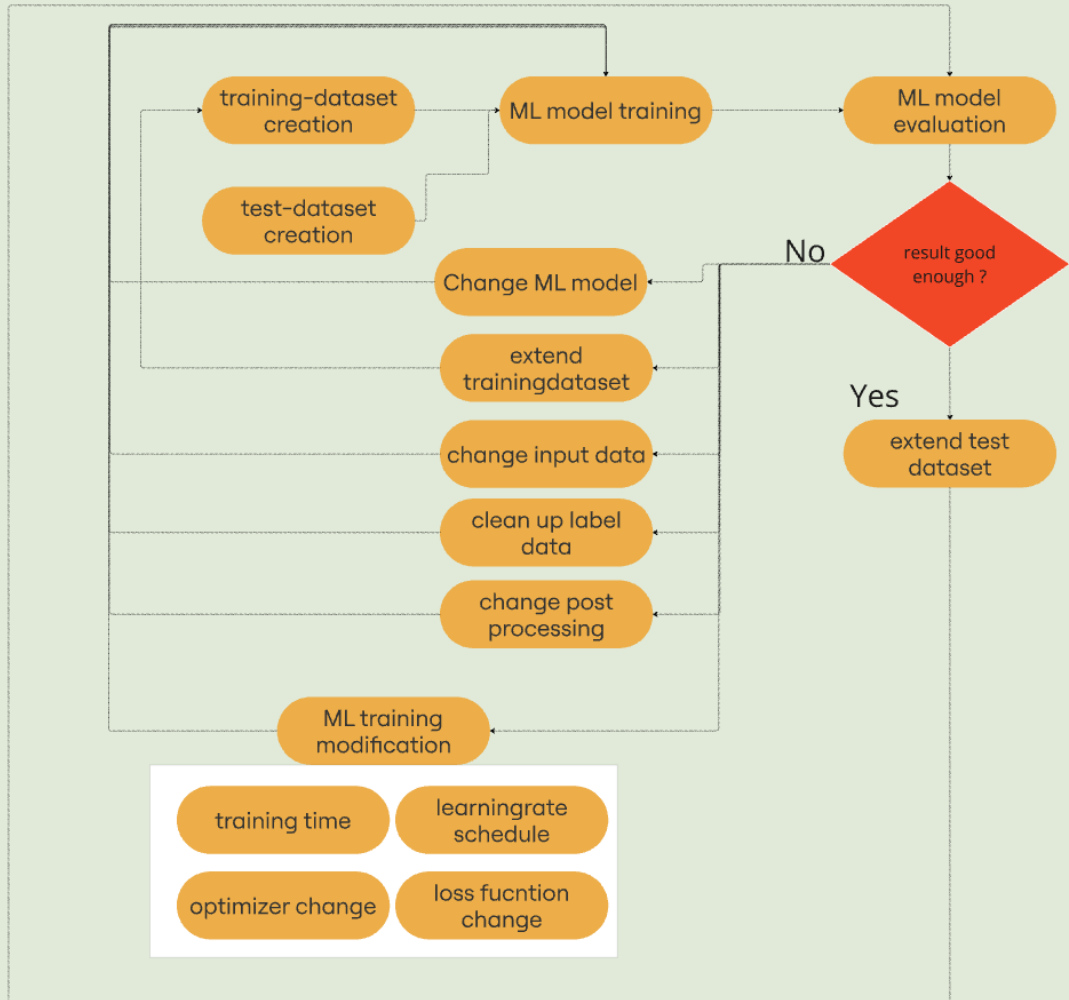 training-dataset
creation
ML model training
ML model
evaluation
test-dataset
creation
No
result good
enough ?
Change ML model
extend
trainingdataset
Yes
change input data
extend test
dataset
clean up label
data
change post
processing
ML training
modification
training time
learningrate
schedule
optimizer change
loss fucntion
change